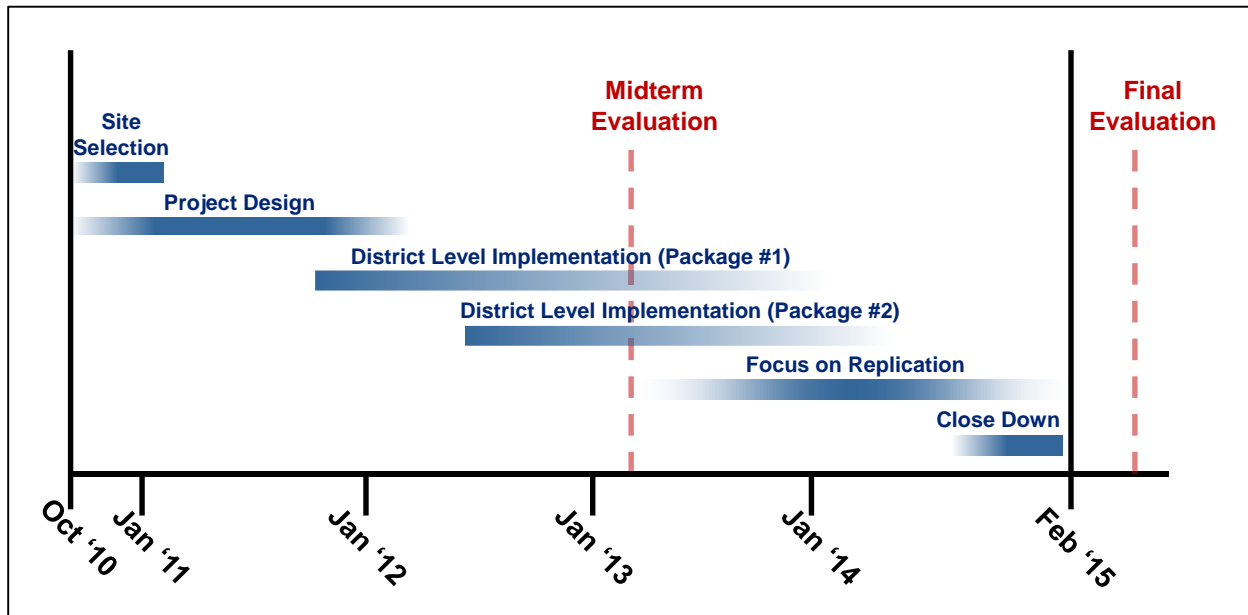 Midterm
Evaluation
Final
Evaluation
Site
Selection
Project Design
District Level Implementation (Package #1)
District Level Implementation (Package #2)
Focus on Replication
Close Down
Oct ‘10
Jan ‘11
Jan ‘12
Jan ‘13
Jan ‘14
Feb ‘15